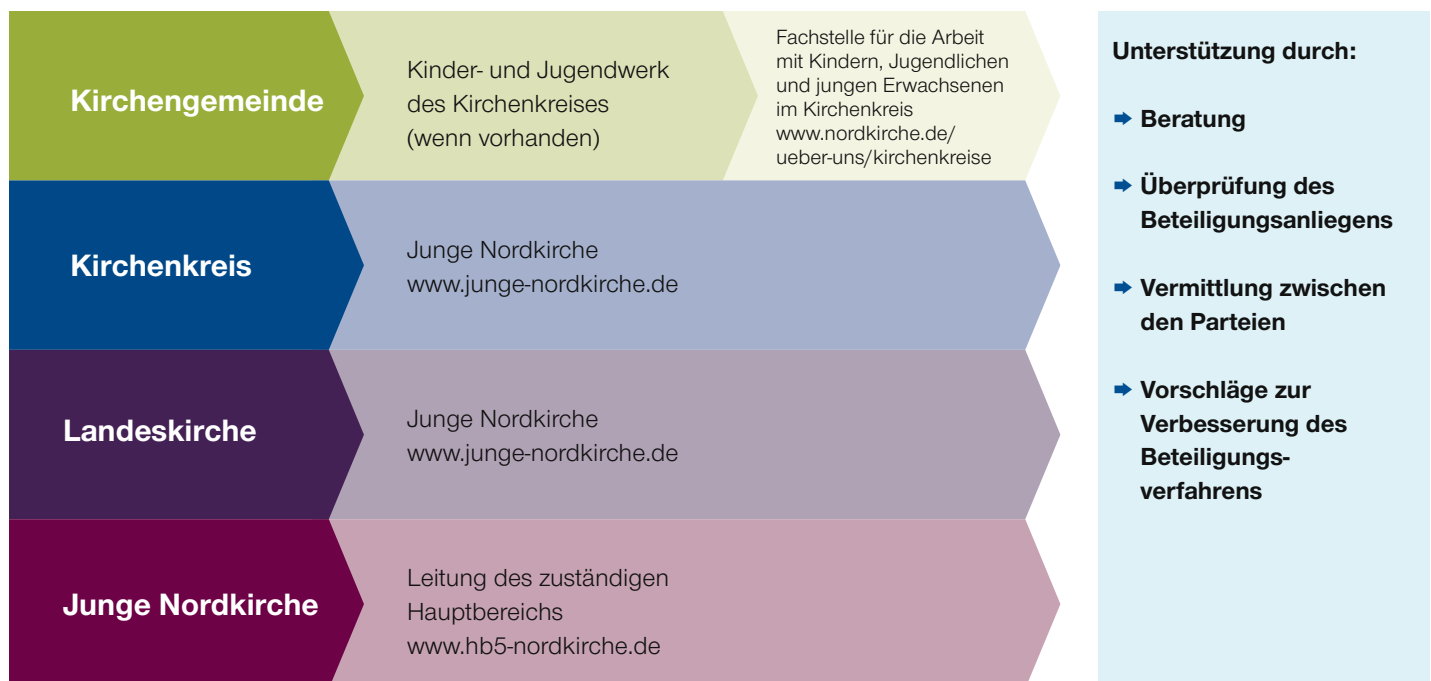 Kirchengemeinde
Kinder- und Jugendwerk
des Kirchenkreises
(wenn vorhanden)
Fachstelle für die Arbeit
mit Kindern, Jugendlichen
und jungen Erwachsenen
im Kirchenkreis
www.nordkirche.de/
ueber-uns/kirchenkreise
Kirchenkreis
Junge Nordkirche
www.junge-nordkirche.de
Landeskirche
Junge Nordkirche
www.junge-nordkirche.de
Junge Nordkirche
Leitung des zuständigen
Hauptbereichs
www.hb5-nordkirche.de
Unterstützung durch:
➡ Beratung
➡ Überprüfung des
Beteiligungsanliegens
➡ Vermittlung zwischen
den Parteien
➡ Vorschläge zur
Verbesserung des
Beteiligungs-
verfahrens